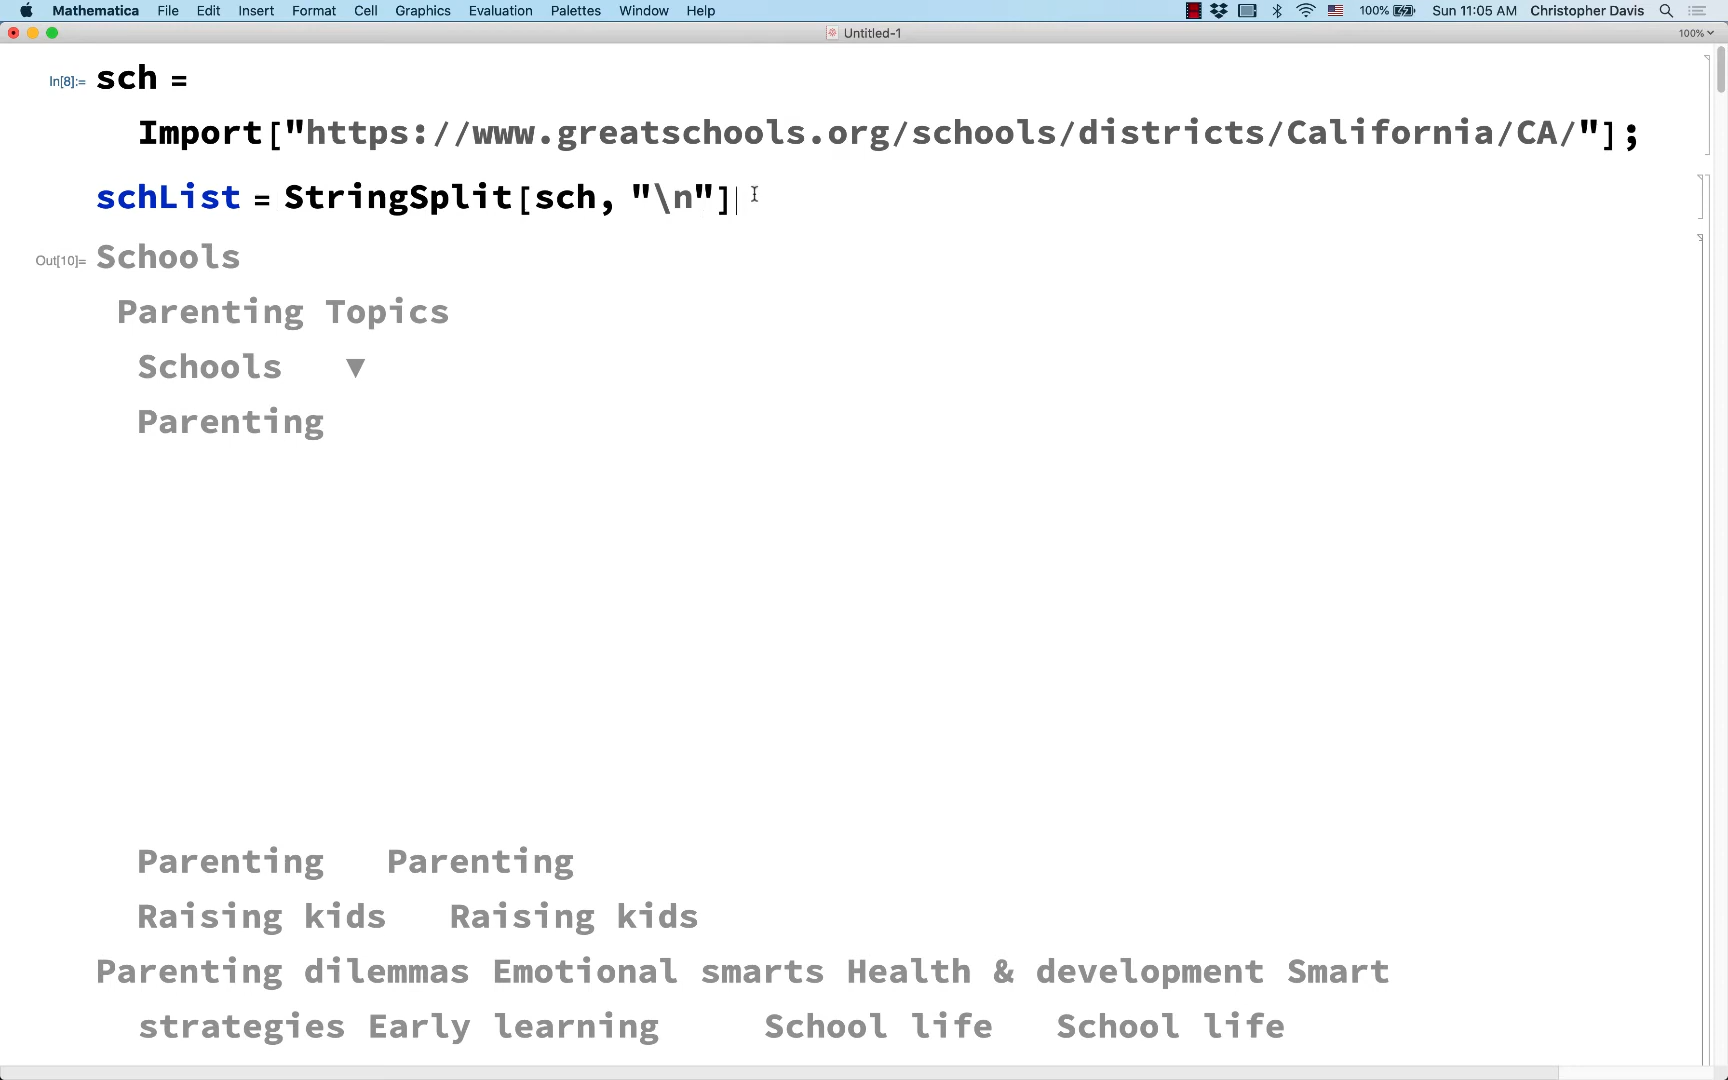 Mathematica File Edit Insert Format Cell Graphics Evaluation Palettes Window Help 100% Sun 11:05 AM Christopher Davis
Untitled-1 100%
In[8]:= sch =
Import["https://www.greatschools.org/schools/districts/California/CA/"];
schList = StringSplit[sch, "\n"]
Out[10]= Schools
Parenting Topics
Schools ▼
Parenting
Parenting Parenting
Raising kids Raising kids
Parenting dilemmas Emotional smarts Health & development Smart
strategies Early learning School life School life